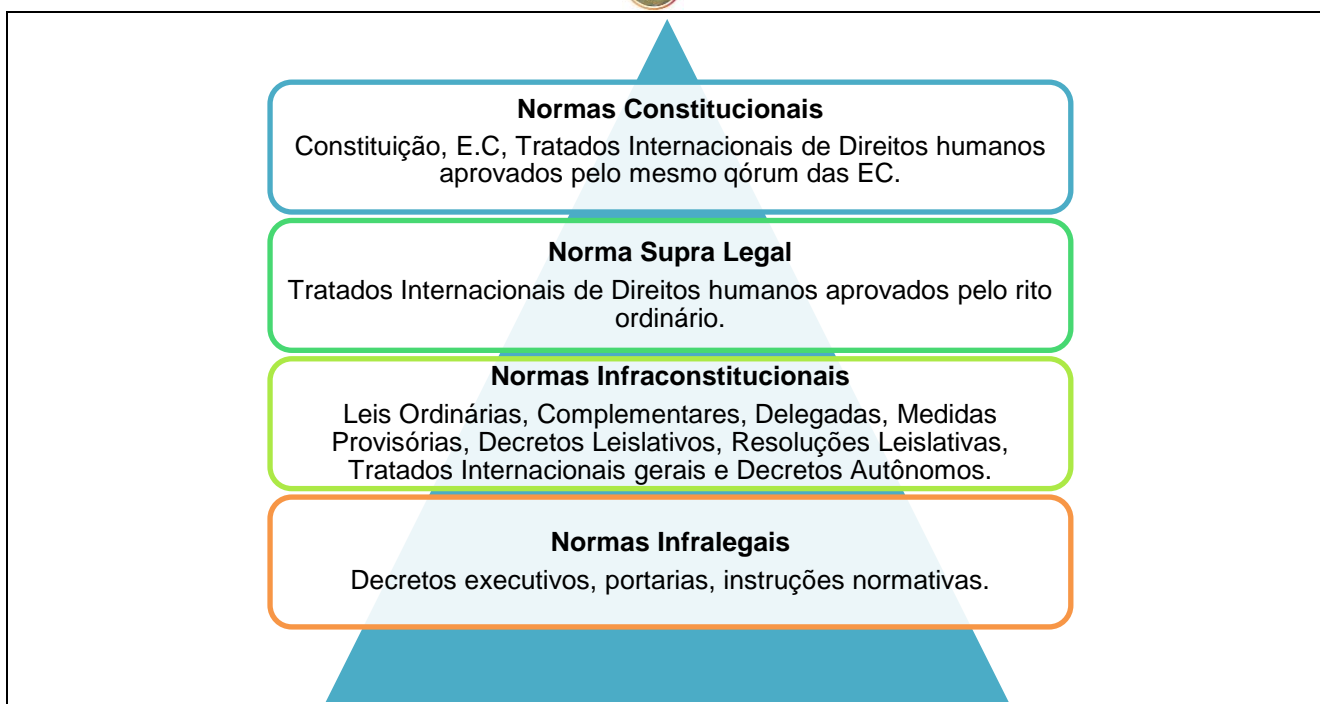 Normas Constitucionais
Constituição, E.C, Tratados Internacionais de Direitos humanos
aprovados pelo mesmo qórum das EC.
Norma Supra Legal
Tratados Internacionais de Direitos humanos aprovados pelo rito
ordinário.
Normas Infraconstitucionais
Leis Ordinárias, Complementares, Delegadas, Medidas
Provisórias, Decretos Leislativos, Resoluções Leislativas,
Tratados Internacionais gerais e Decretos Autônomos.
Normas Infralegais
Decretos executivos, portarias, instruções normativas.